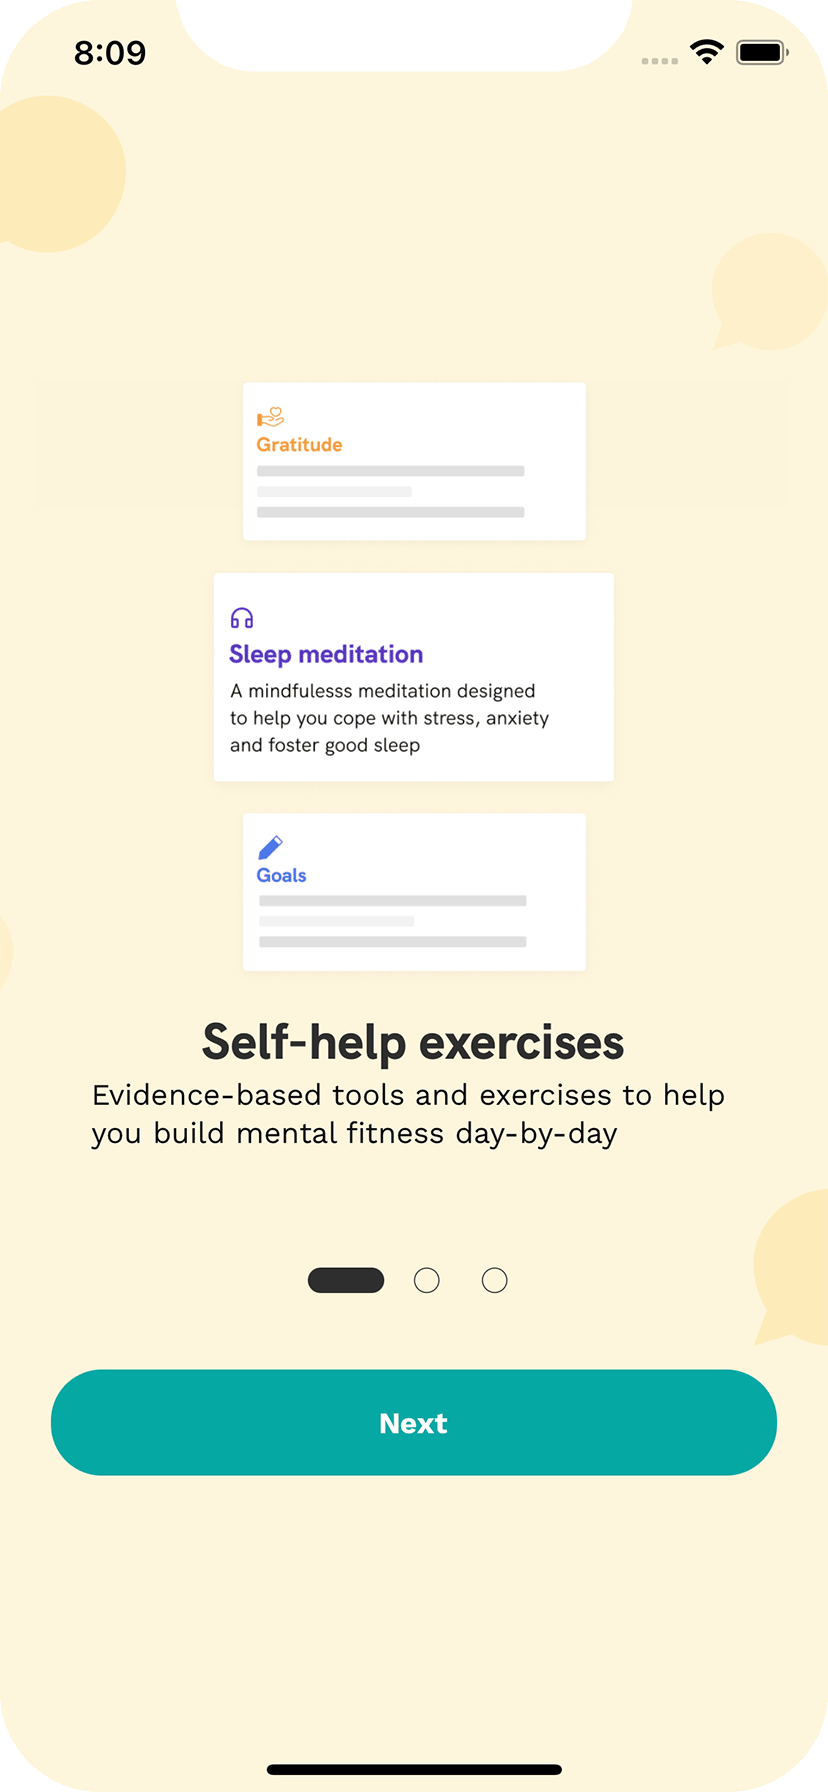 8:09
Gratitude
Sleep meditation
A mindfulesss meditation designed
to help you cope with stress, anxiety
and foster good sleep
Goals
Self-help exercises
Evidence-based tools and exercises to help
you build mental fitness day-by-day
Next